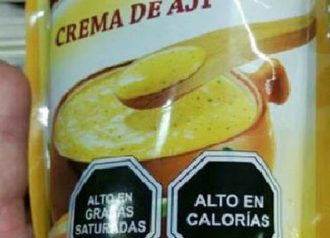 CREMA DE AJÍ
ALTO EN
GRASAS
SATURADAS
ALTO EN
CALORÍAS